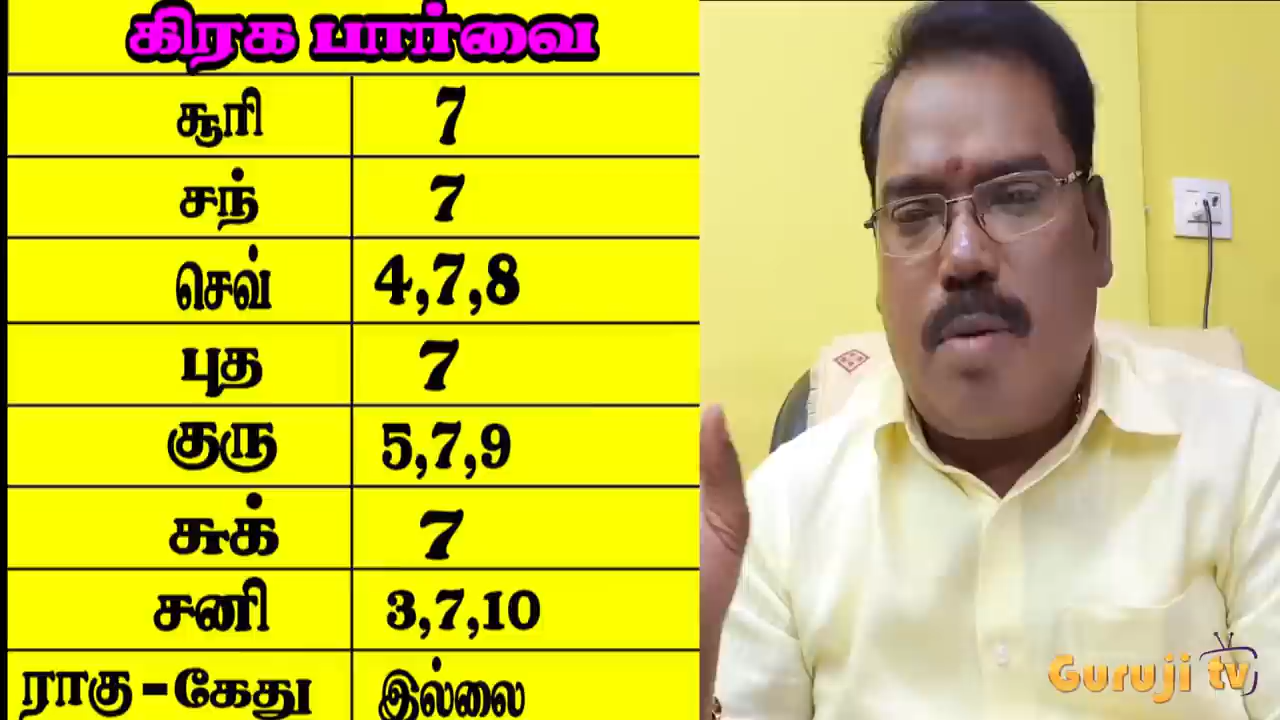 கிரக பார்வை
சூரி 7
சந் 7
செவ் 4,7,8
புத 7
குரு 5,7,9
சுக் 7
சனி 3,7,10
ராகு - கேது இல்லை
Guruji tv